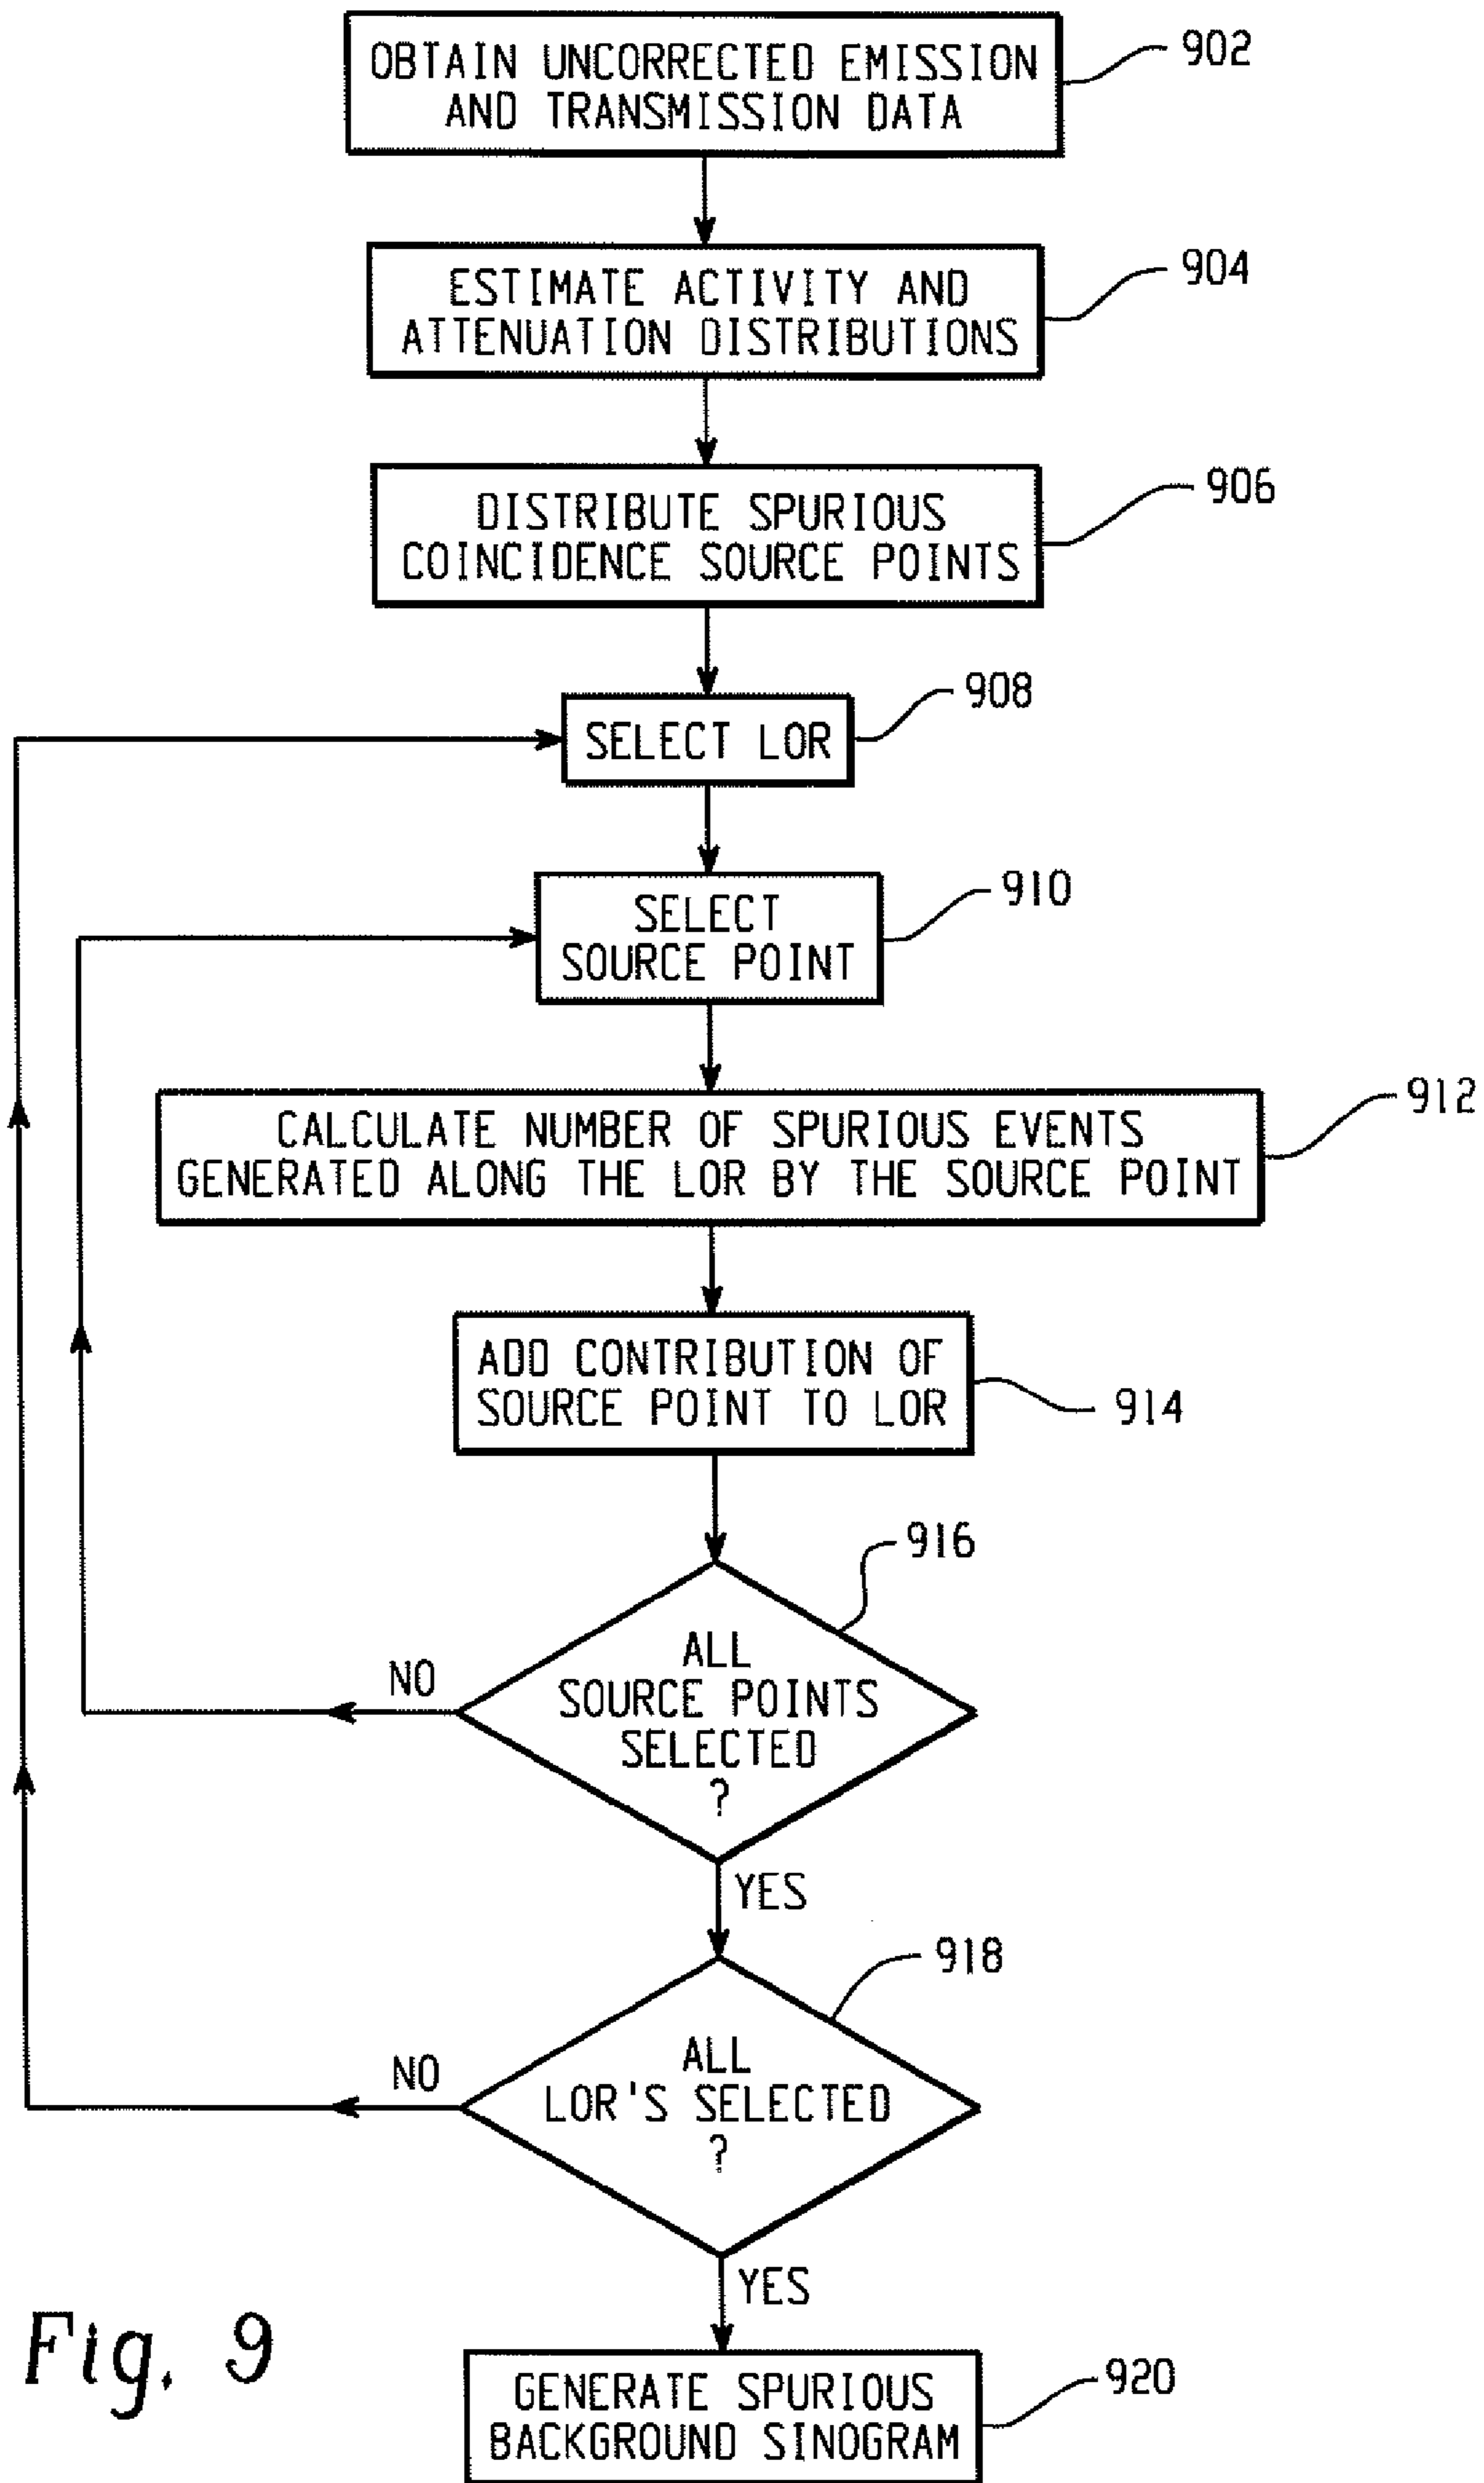 OBTAIN UNCORRECTED EMISSION
AND TRANSMISSION DATA
902
ESTIMATE ACTIVITY AND
ATTENUATION DISTRIBUTIONS
904
DISTRIBUTE SPURIOUS
COINCIDENCE SOURCE POINTS
906
SELECT LOR
908
SELECT
SOURCE POINT
910
CALCULATE NUMBER OF SPURIOUS EVENTS
GENERATED ALONG THE LOR BY THE SOURCE POINT
912
ADD CONTRIBUTION OF
SOURCE POINT TO LOR
914
ALL
SOURCE POINTS
SELECTED
?
916
NO
YES
ALL
LOR'S SELECTED
?
918
NO
YES
GENERATE SPURIOUS
BACKGROUND SINOGRAM
920
Fig. 9